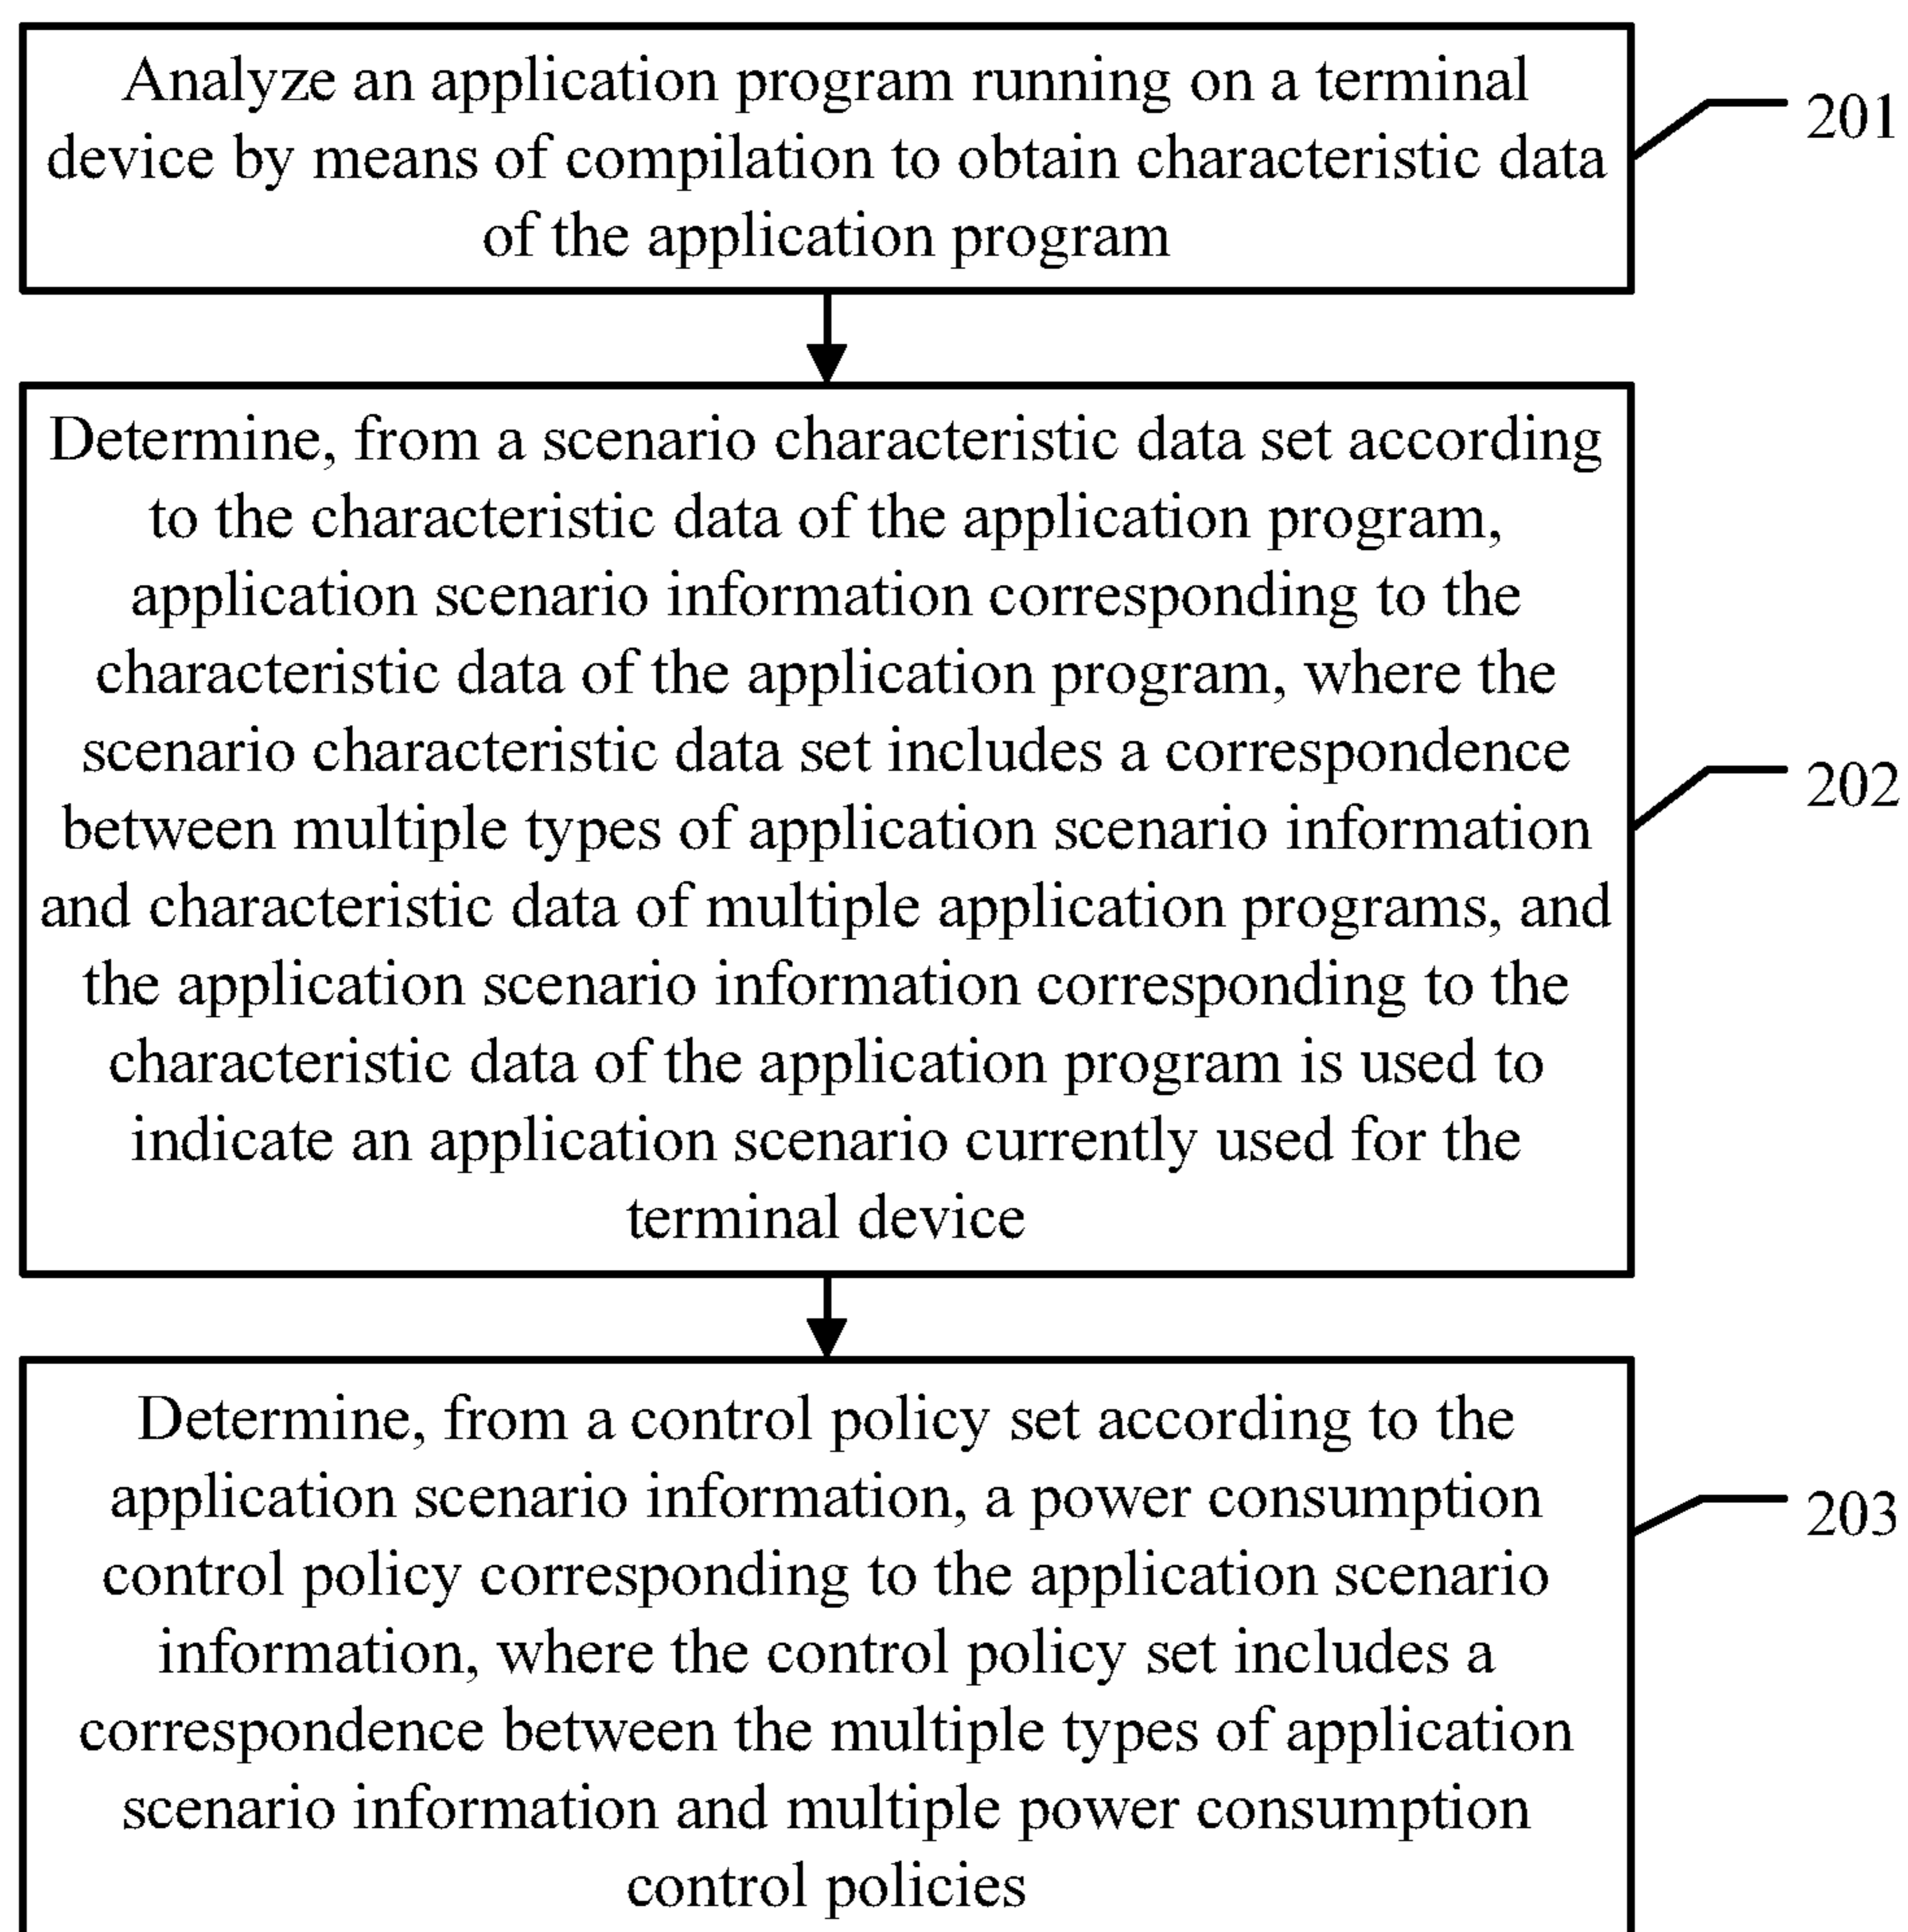 Analyze an application program running on a terminal
device by means of compilation to obtain characteristic data
of the application program
201
Determine, from a scenario characteristic data set according
to the characteristic data of the application program,
application scenario information corresponding to the
characteristic data of the application program, where the
scenario characteristic data set includes a correspondence
between multiple types of application scenario information
and characteristic data of multiple application programs, and
the application scenario information corresponding to the
characteristic data of the application program is used to
indicate an application scenario currently used for the
terminal device
202
Determine, from a control policy set according to the
application scenario information, a power consumption
control policy corresponding to the application scenario
information, where the control policy set includes a
correspondence between the multiple types of application
scenario information and multiple power consumption
control policies
203